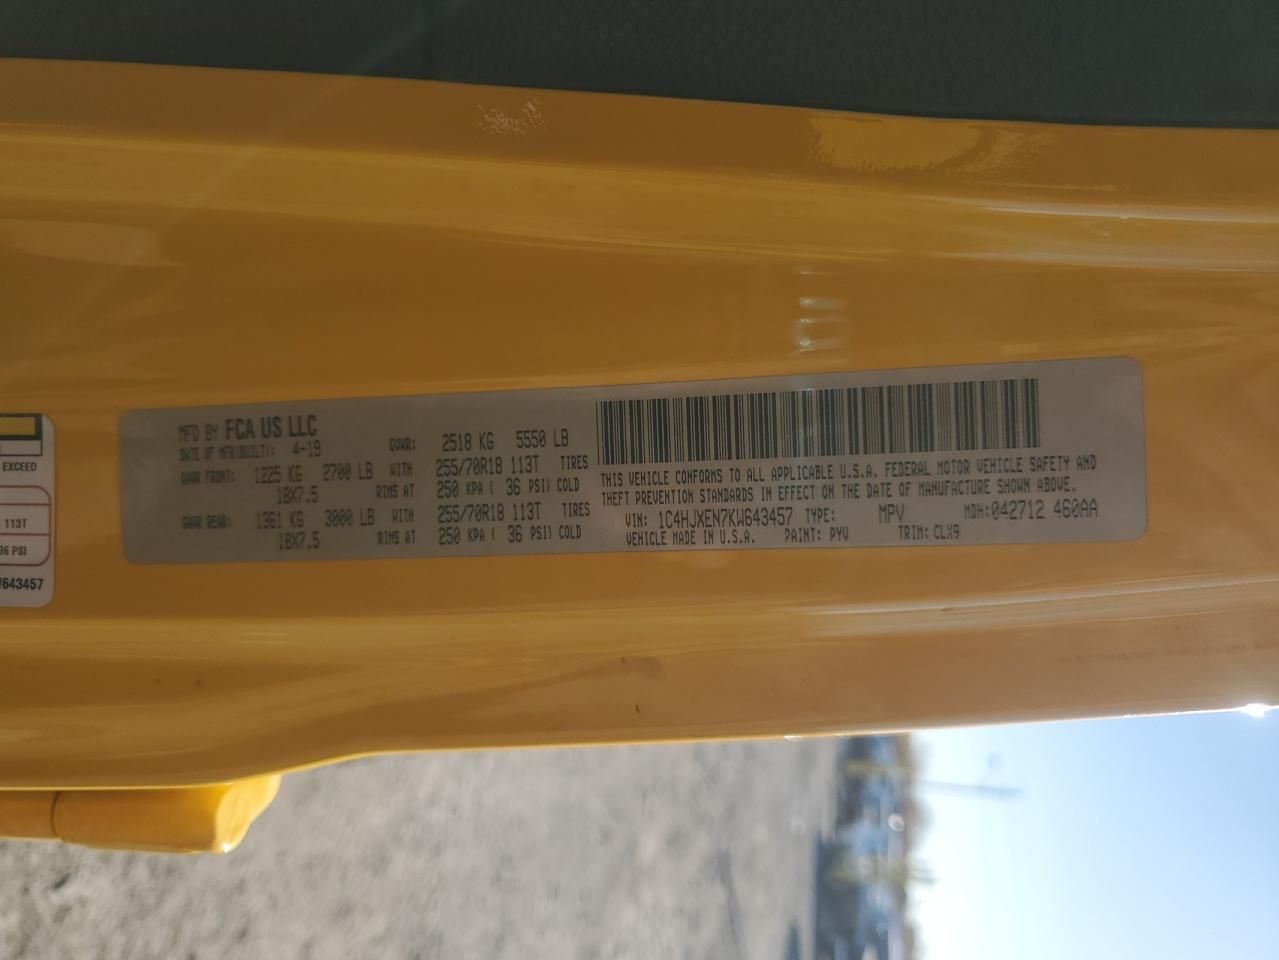 EXCEED
113T
36 PSI
643457
MFD BY FCA US LLC
DATE OF MFR(BUILT): 4-19 GVWR: 2518 KG 5550 LB
GAWR FRONT: 1225 KG 2700 LB WITH 255/70R18 113T TIRES
18X7.5 RIMS AT 250 KPA ( 36 PSI) COLD
GAWR REAR: 1361 KG 3000 LB WITH 255/70R18 113T TIRES
18X7.5 RIMS AT 250 KPA ( 36 PSI) COLD
THIS VEHICLE CONFORMS TO ALL APPLICABLE U.S.A. FEDERAL MOTOR VEHICLE SAFETY AND
THEFT PREVENTION STANDARDS IN EFFECT ON THE DATE OF MANUFACTURE SHOWN ABOVE.
VIN: 1C4HJXEN7KW643457 TYPE: MPV MDH: 042712 460AA
VEHICLE MADE IN U.S.A. PAINT: PYV TRIM: CLX9